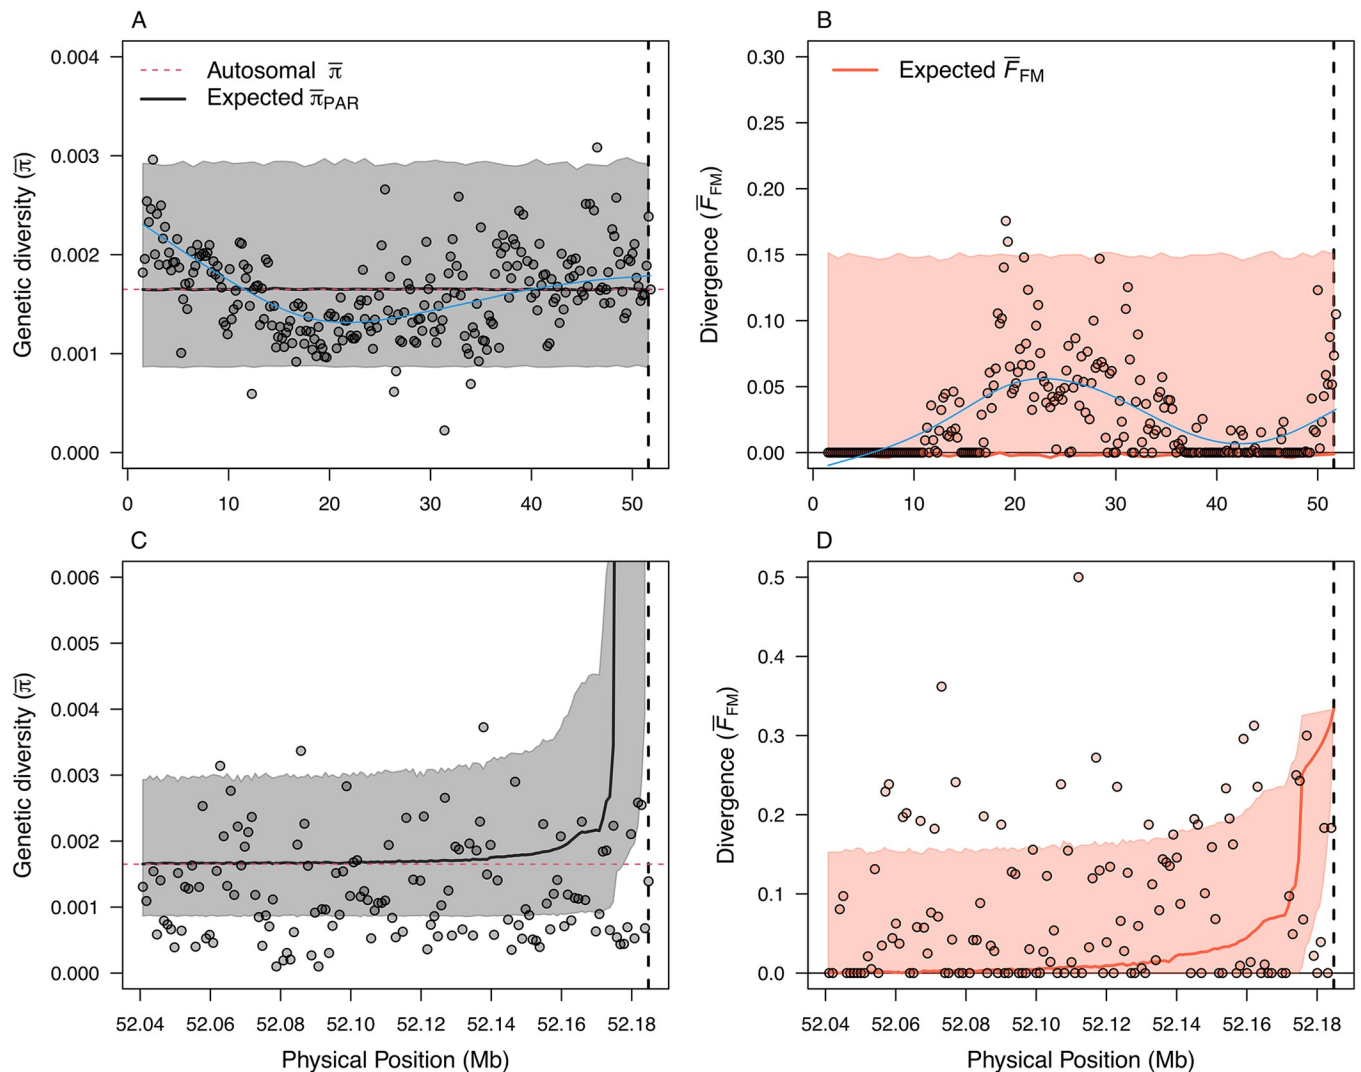 A
Genetic diversity (π̅)
0.004
0.003
0.002
0.001
0.000
Autosomal π̅
Expected π̅PAR
0 10 20 30 40 50
B
Divergence (F̅FM)
0.30
0.25
0.20
0.15
0.10
0.05
0.00
Expected F̅FM
0 10 20 30 40 50
C
Genetic diversity (π̅)
0.006
0.005
0.004
0.003
0.002
0.001
0.000
52.04 52.06 52.08 52.10 52.12 52.14 52.16 52.18
Physical Position (Mb)
D
Divergence (F̅FM)
0.5
0.4
0.3
0.2
0.1
0.0
52.04 52.06 52.08 52.10 52.12 52.14 52.16 52.18
Physical Position (Mb)